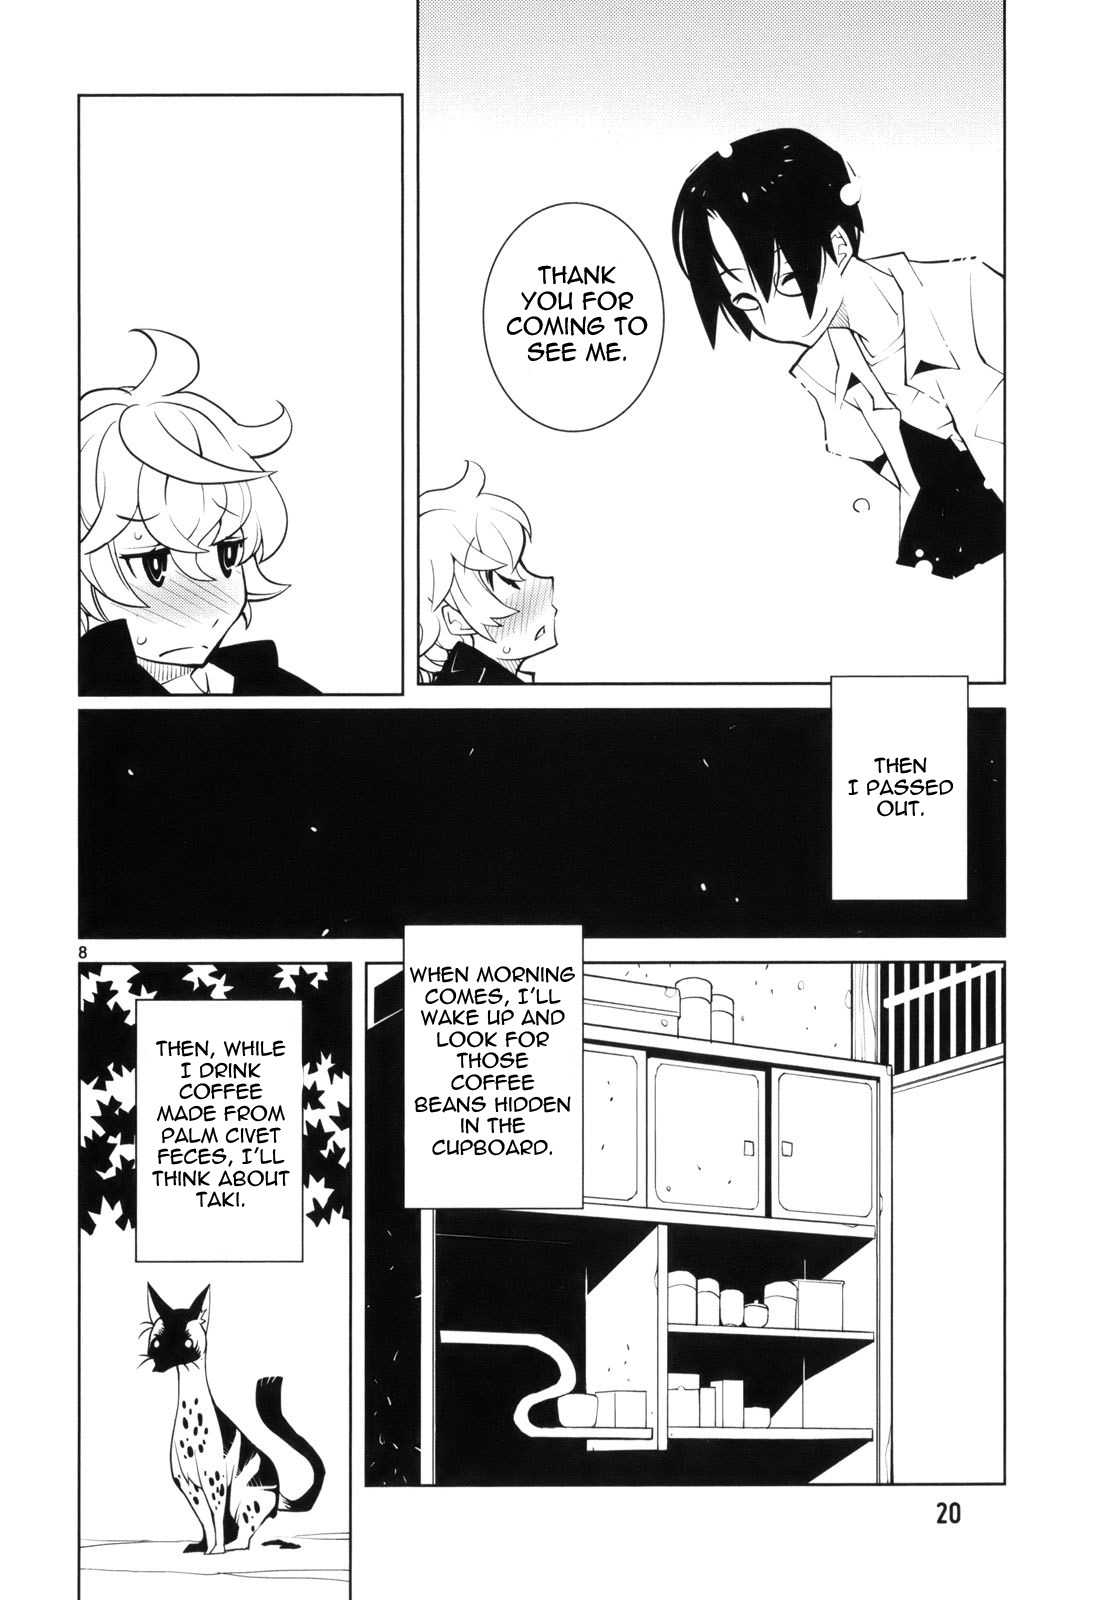 THANK
YOU FOR
COMING TO
SEE ME.
THEN
I PASSED
OUT.
WHEN MORNING
COMES, I'LL
WAKE UP AND
LOOK FOR
THOSE
COFFEE
BEANS HIDDEN
IN THE
CUPBOARD.
8
THEN, WHILE
I DRINK
COFFEE
MADE FROM
PALM CIVET
FECES, I'LL
THINK ABOUT
TAKI.
20